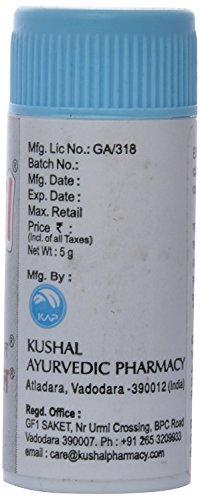 Mfg. Lic No.: GA/318
Batch No.:
Mfg. Date :
Exp. Date :
Max. Retail
Price ₹ :
(Incl. of all Taxes)
Net Wt : 5 g
Mfg. By :
KAP
KUSHAL
AYURVEDIC PHARMACY
Atladara, Vadodara -390012 (India)
Regd. Office :
GF1 SAKET, Nr Urmi Crossing, BPC Road
Vadodara 390007. Ph : +91 265 3209933
email : care@kushalpharmacy.com